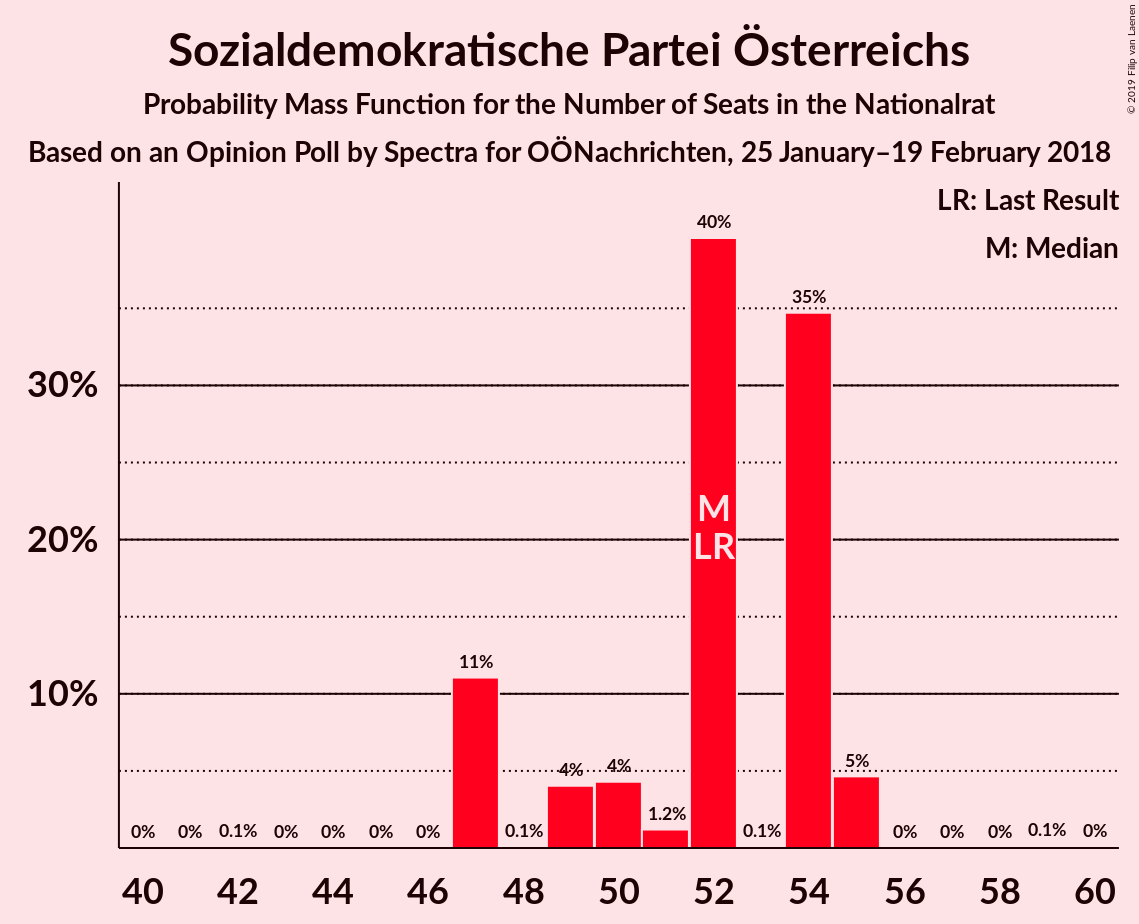 © 2019 Filip van Laenen
Sozialdemokratische Partei Österreichs
Probability Mass Function for the Number of Seats in the Nationalrat
Based on an Opinion Poll by Spectra for OÖNachrichten, 25 January–19 February 2018
LR: Last Result
M: Median
40%
35%
30%
M
LR
20%
11%
10%
5%
4%
4%
1.2%
0% 0% 0.1% 0% 0% 0% 0% 0.1% 0.1% 0% 0% 0% 0.1% 0%
40 42 44 46 48 50 52 54 56 58 60